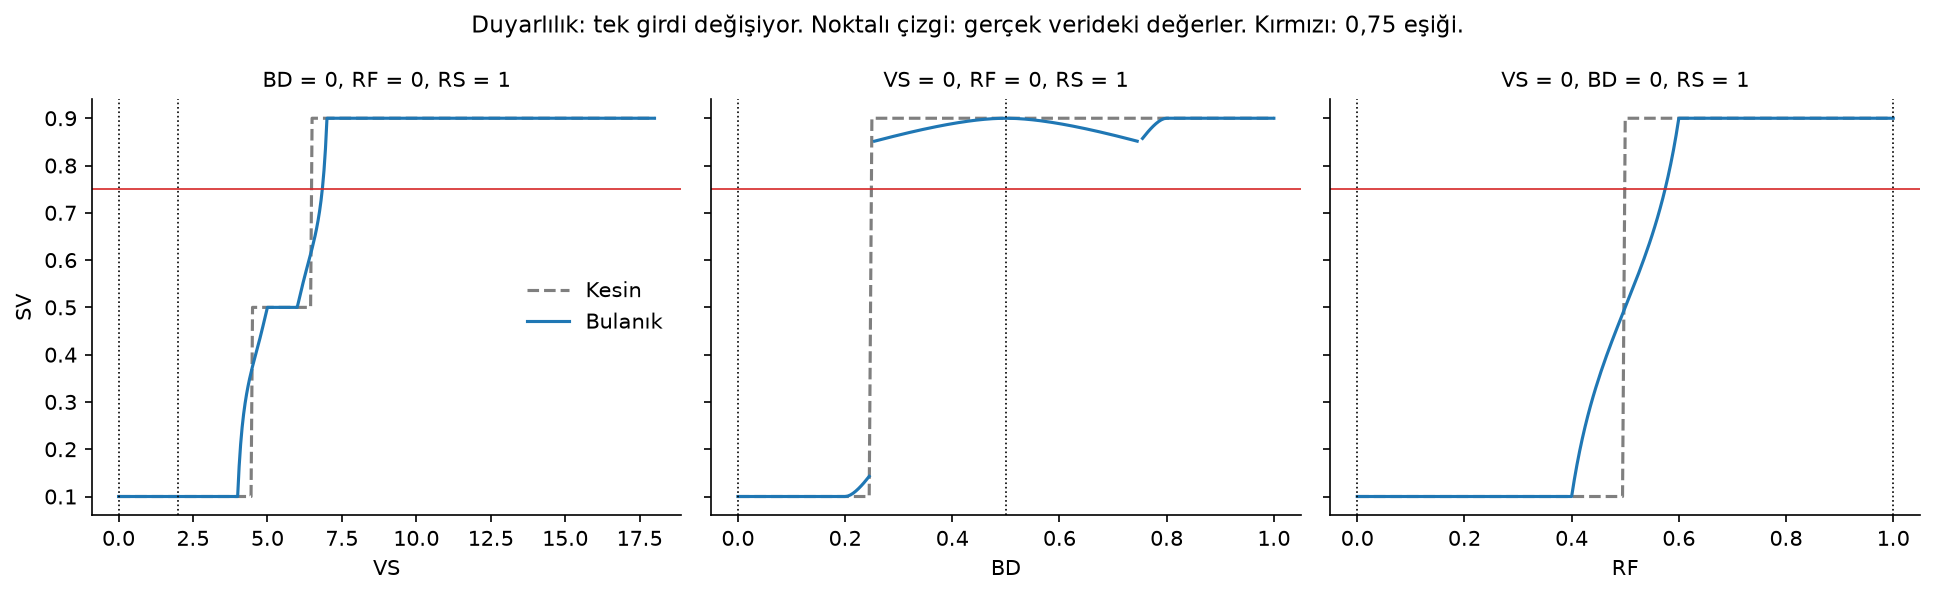 Duyarlılık: tek girdi değişiyor. Noktalı çizgi: gerçek verideki değerler. Kırmızı: 0,75 eşiği.
BD = 0, RF = 0, RS = 1
SV
0.9
0.8
0.7
0.6
0.5
0.4
0.3
0.2
0.1
Kesin
Bulanık
0.0 2.5 5.0 7.5 10.0 12.5 15.0 17.5
VS
VS = 0, RF = 0, RS = 1
0.0 0.2 0.4 0.6 0.8 1.0
BD
VS = 0, BD = 0, RS = 1
0.0 0.2 0.4 0.6 0.8 1.0
RF